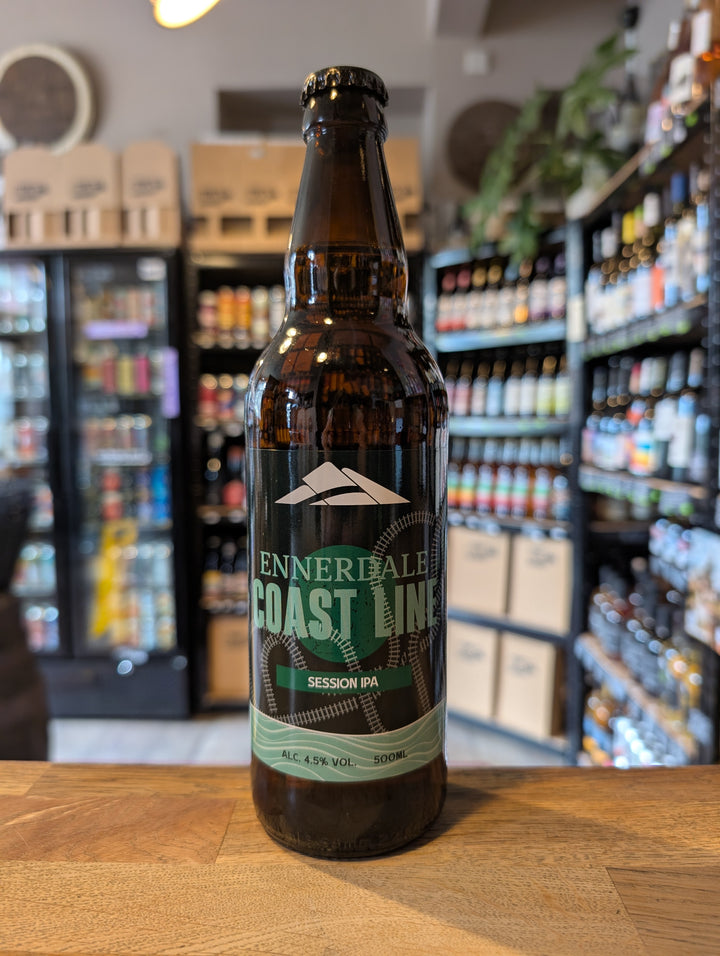 ENNERDALE
COAST LINE
SESSION IPA
ALC. 4.5% VOL. 500ML